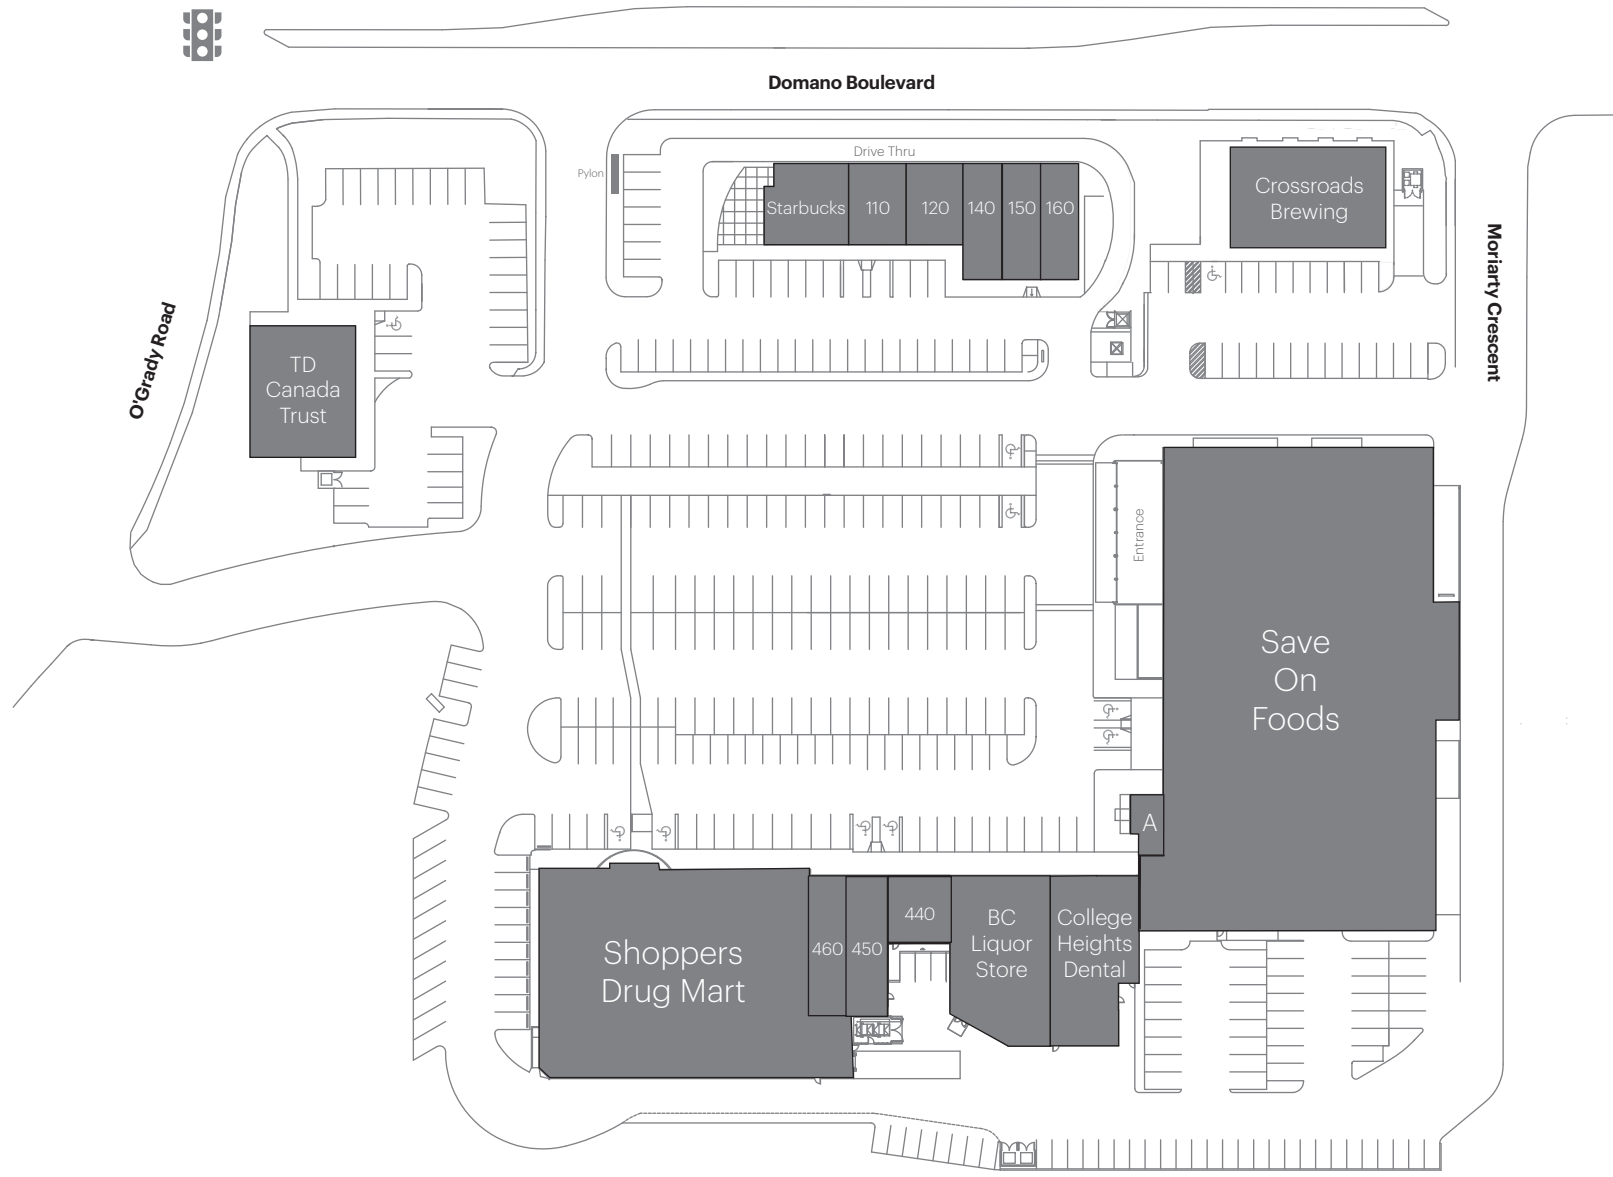 Domano Boulevard
Pylon
Drive Thru
Starbucks
110
120
140
150
160
Crossroads
Brewing
Moriarty Crescent
O'Grady Road
TD
Canada
Trust
Entrance
Save
On
Foods
A
Shoppers
Drug Mart
460
450
440
BC
Liquor
Store
College
Heights
Dental